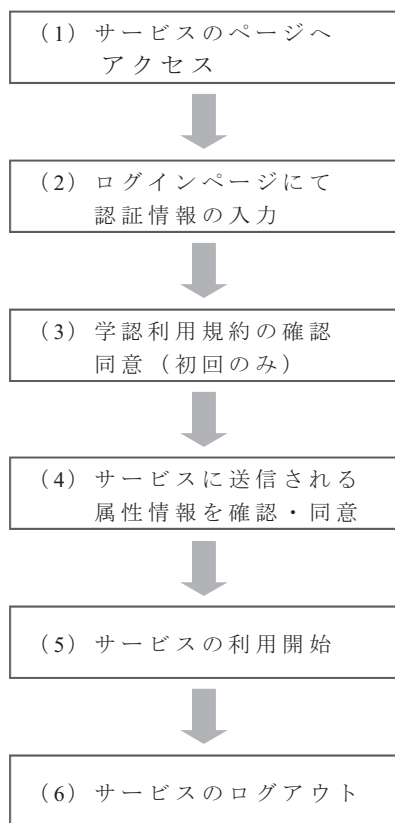 （1）サービスのページへ
アクセス
（2）ログインページにて
認証情報の入力
（3）学認利用規約の確認
同意（初回のみ）
（4）サービスに送信される
属性情報を確認・同意
（5）サービスの利用開始
（6）サービスのログアウト